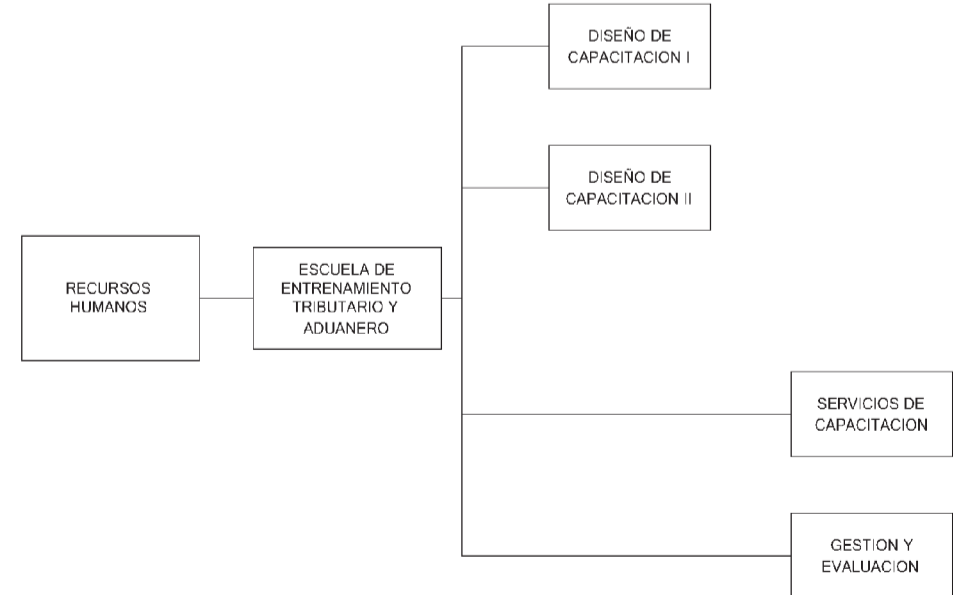 DISEÑO DE
CAPACITACION I
DISEÑO DE
CAPACITACION II
RECURSOS
HUMANOS
ESCUELA DE
ENTRENAMIENTO
TRIBUTARIO Y
ADUANERO
SERVICIOS DE
CAPACITACION
GESTION Y
EVALUACION